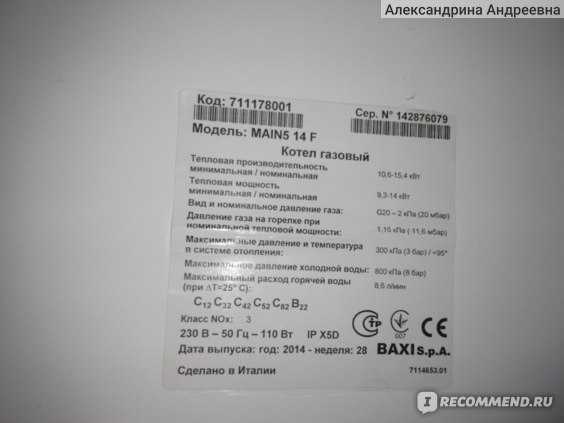 Александрина Андреевна
Код: 711178001
Сер. N° 142876079
Модель: MAIN5 14 F
Котел газовый
Тепловая производительность
минимальная / номинальная 10,6-15,4 кВт
Тепловая мощность
минимальная / номинальная 9,3-14 кВт
Вид и номинальное давление газа: G20 – 2 кПа (20 мбар)
Давление газа на горелке при
номинальной тепловой мощности: 1,16 кПа ( 11,6 мбар)
Максимальные давление и температура
в системе отопления: 300 кПа (3 бар) / <95°
Максимальное давление холодной воды: 800 кПа (8 бар)
Максимальный расход горячей воды
(при ΔT=25° C): 8,6 л/мин
C12 C32 C42 C52 C82 B22
Класс NOx: 3
230 В – 50 Гц – 110 Вт IP X5D
007
CE
BAXI S.p.A.
Дата выпуска: год: 2014 - неделя: 28
Сделано в Италии
7114653.01
IRECOMMEND.RU